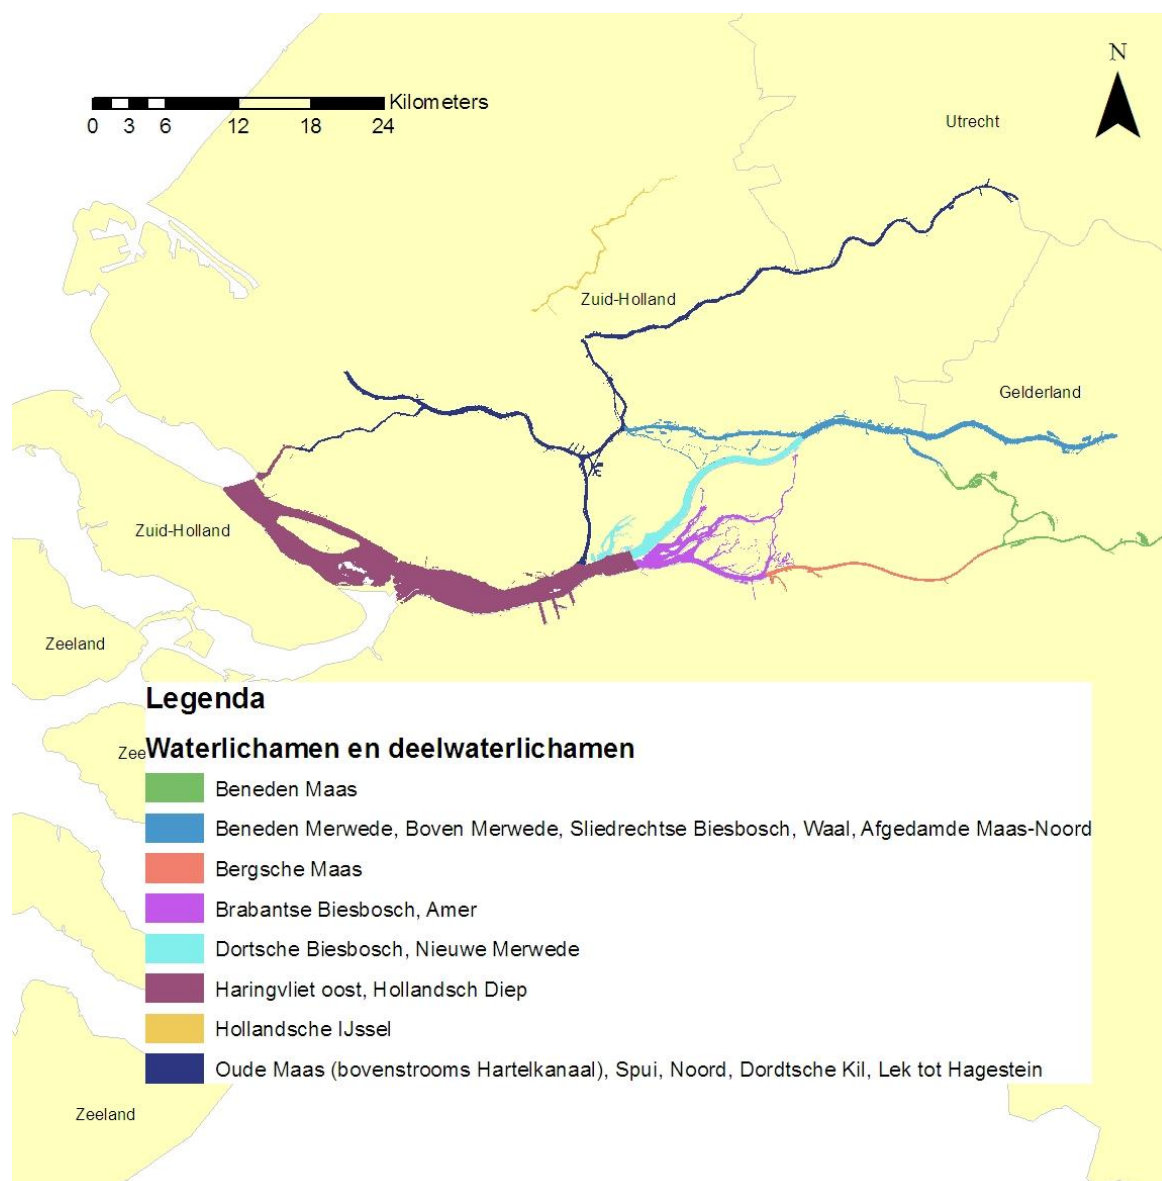 N
Kilometers
0 3 6 12 18 24
Utrecht
Zuid-Holland
Gelderland
Zuid-Holland
Zeeland
Legenda
Waterlichamen en deelwaterlichamen
Zee
Beneden Maas
Beneden Merwede, Boven Merwede, Sliedrechtse Biesbosch, Waal, Afgedamde Maas-Noord
Bergsche Maas
Brabantse Biesbosch, Amer
Dortsche Biesbosch, Nieuwe Merwede
Haringvliet oost, Hollandsch Diep
Hollandsche IJssel
Oude Maas (bovenstrooms Hartelkanaal), Spui, Noord, Dordtsche Kil, Lek tot Hagestein
Zeeland